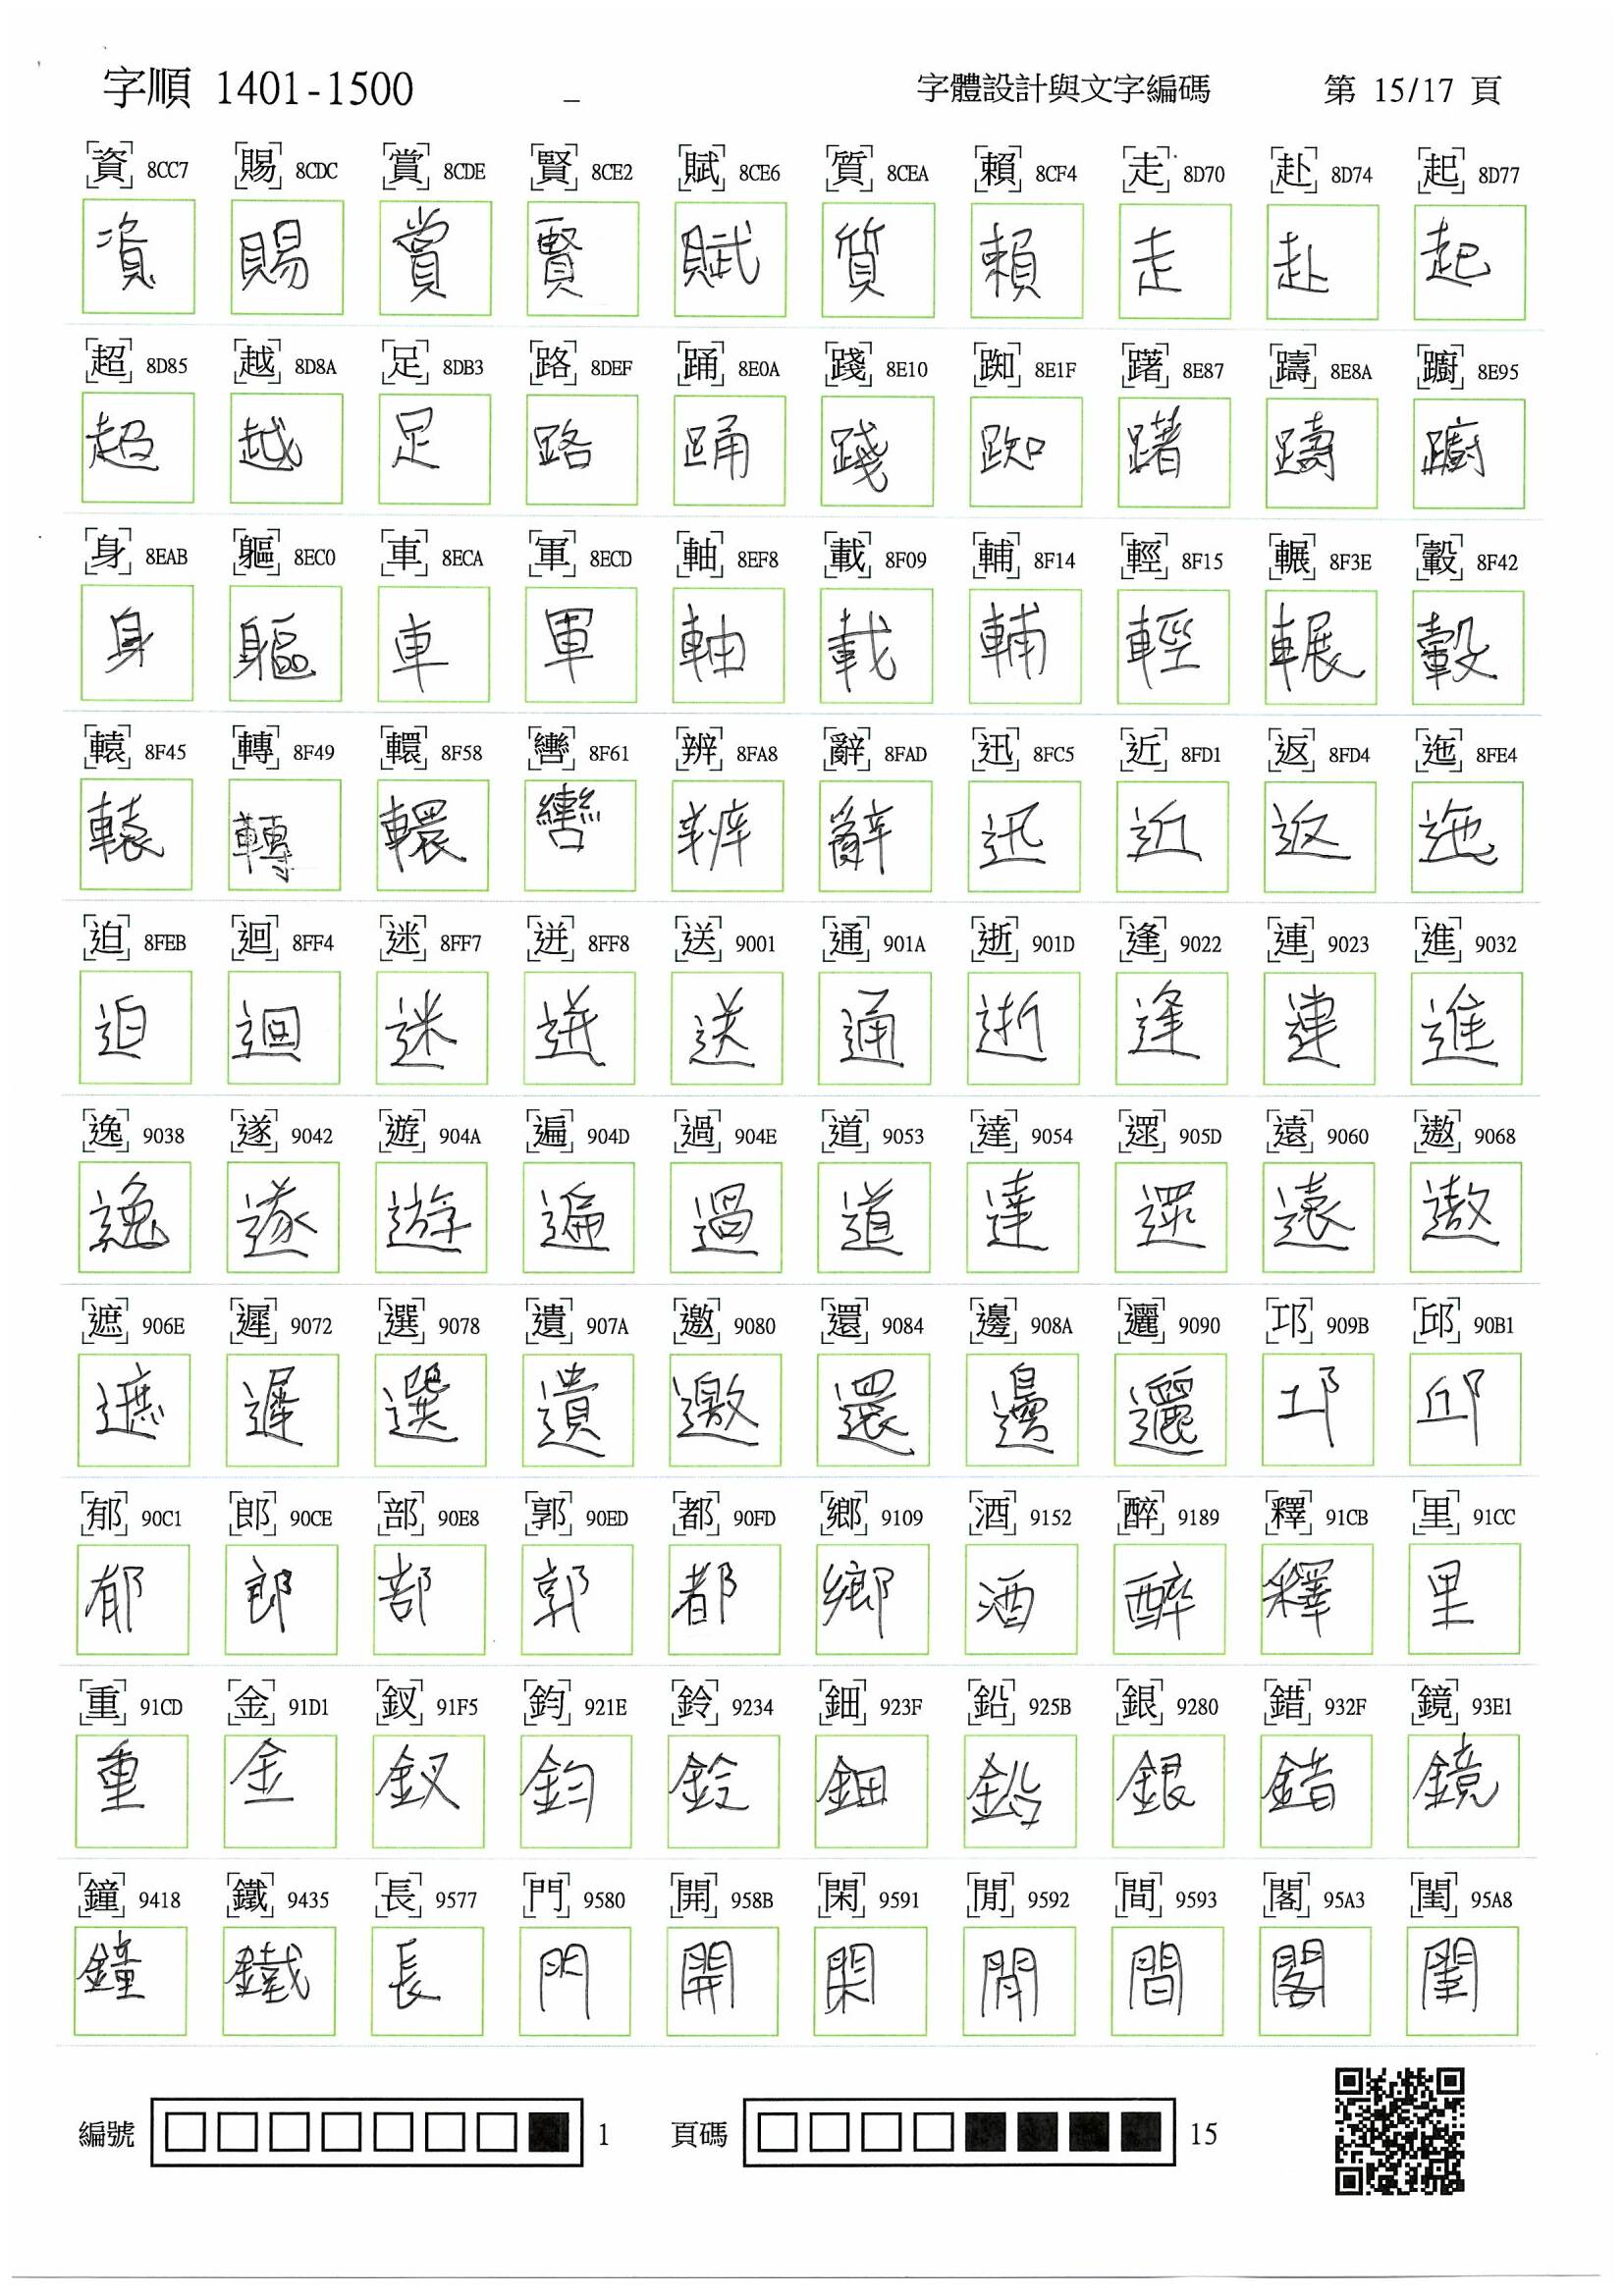 字順 1401-1500 _ 字體設計與文字編碼 第 15/17 頁
資 8CC7 賜 8CDC 賞 8CDE 賢 8CE2 賦 8CE6 質 8CEA 賴 8CF4 走 8D70 赴 8D74 起 8D77
資 賜 賞 賢 賦 質 賴 走 赴 起
超 8D85 越 8D8A 足 8DB3 路 8DEF 踊 8E0A 踐 8E10 踟 8E1F 躇 8E87 躊 8E8A 躕 8E95
超 越 足 路 踊 踐 踟 躇 躊 躕
身 8EAB 軀 8EC0 車 8ECA 軍 8ECD 軸 8EF8 載 8F09 輔 8F14 輕 8F15 輾 8F3E 轂 8F42
身 軀 車 軍 軸 載 輔 輕 輾 轂
轅 8F45 轉 8F49 轘 8F58 轡 8F61 辨 8FA8 辭 8FAD 迅 8FC5 近 8FD1 返 8FD4 迤 8FE4
轅 轉 轘 轡 辨 辭 迅 近 返 迤
迫 8FEB 迴 8FF4 迷 8FF7 迸 8FF8 送 9001 通 901A 逝 901D 逢 9022 連 9023 進 9032
迫 迴 迷 迸 送 通 逝 逢 連 進
逸 9038 遂 9042 遊 904A 遍 904D 過 904E 道 9053 達 9054 遝 905D 遠 9060 遨 9068
逸 遂 遊 遍 過 道 達 遝 遠 遨
遮 906E 遲 9072 選 9078 遺 907A 邀 9080 還 9084 邊 908A 邐 9090 邛 909B 邱 90B1
遮 遲 選 遺 邀 還 邊 邐 邛 邱
郁 90C1 郎 90CE 部 90E8 郭 90ED 都 90FD 鄉 9109 酒 9152 醉 9189 釋 91CB 里 91CC
郁 郎 部 郭 都 鄉 酒 醉 釋 里
重 91CD 金 91D1 釵 91F5 鈞 921E 鈴 9234 鈿 923F 鉛 925B 銀 9280 錯 932F 鏡 93E1
重 金 釵 鈞 鈴 鈿 鉛 銀 錯 鏡
鐘 9418 鐵 9435 長 9577 門 9580 開 958B 閑 9591 閒 9592 間 9593 閣 95A3 閨 95A8
鐘 鐵 長 門 開 閑 閒 間 閣 閨
編號 1 頁碼 15